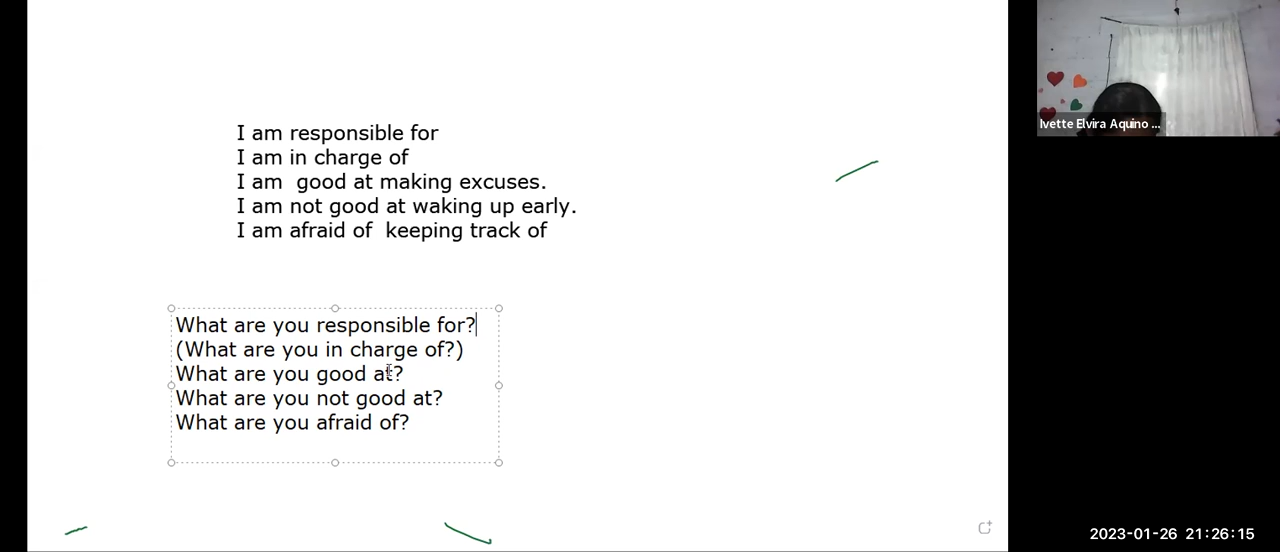 I am responsible for
I am in charge of
I am  good at making excuses.
I am not good at waking up early.
I am afraid of  keeping track of
What are you responsible for?
(What are you in charge of?)
What are you good at?
What are you not good at?
What are you afraid of?
Ivette Elvira Aquino ...
2023-01-26 21:26:15